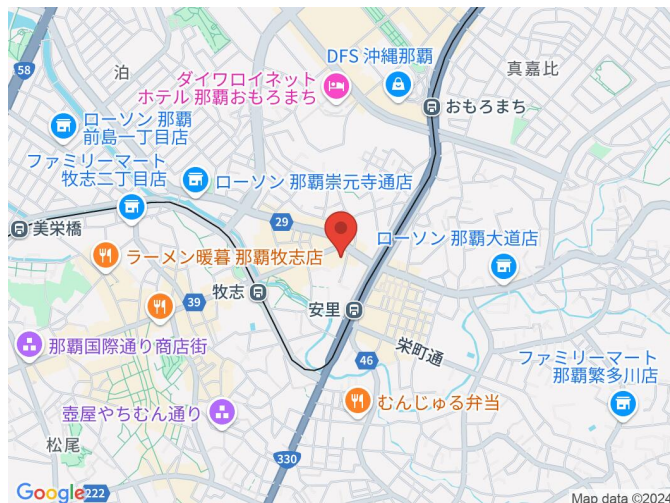 58
泊
DFS 沖縄那覇
真嘉比
ダイワロイネット
ホテル 那覇おもろまち
おもろまち
ローソン 那覇
前島一丁目店
ファミリーマート
牧志二丁目店
ローソン 那覇崇元寺通店
29
美栄橋
ラーメン暖暮 那覇牧志店
ローソン 那覇大道店
牧志
39
安里
栄町通
那覇国際通り商店街
46
ファミリーマート
那覇繁多川店
むんじゅる弁当
壺屋やちむん通り
松尾
330
Google
222
Map data ©2024